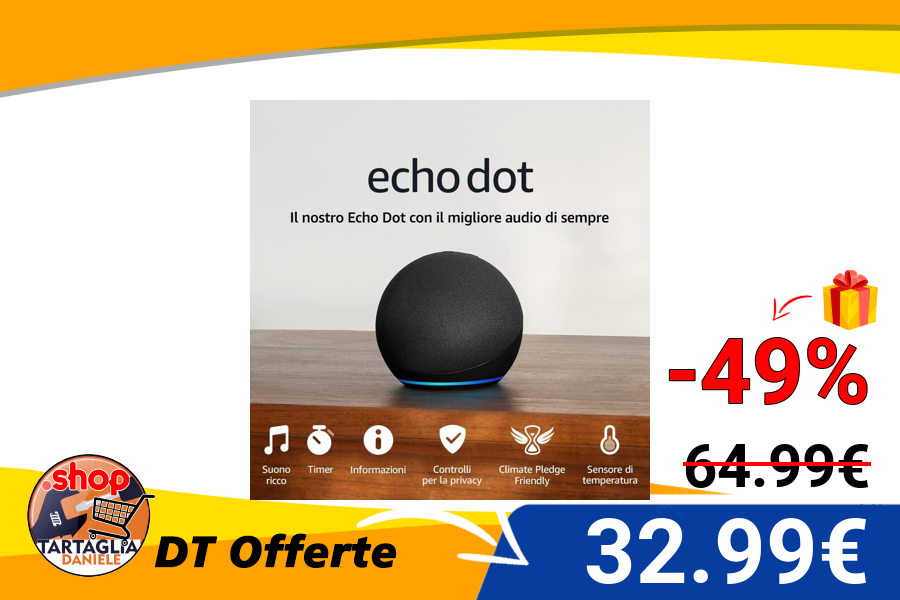 echo dot
Il nostro Echo Dot con il migliore audio di sempre
Suono
ricco
Timer
Informazioni
Controlli
per la privacy
Climate Pledge
Friendly
Sensore di
temperatura
-49%
64.99€
32.99€
.shop
TARTAGLIA
DANIELE
DT Offerte